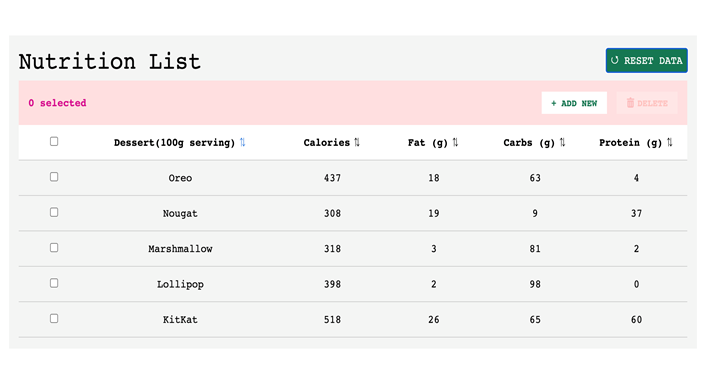 Nutrition List
RESET DATA
0 selected
+ ADD NEW
DELETE
Dessert(100g serving) Calories Fat (g) Carbs (g) Protein (g)
Oreo 437 18 63 4
Nougat 308 19 9 37
Marshmallow 318 3 81 2
Lollipop 398 2 98 0
KitKat 518 26 65 60